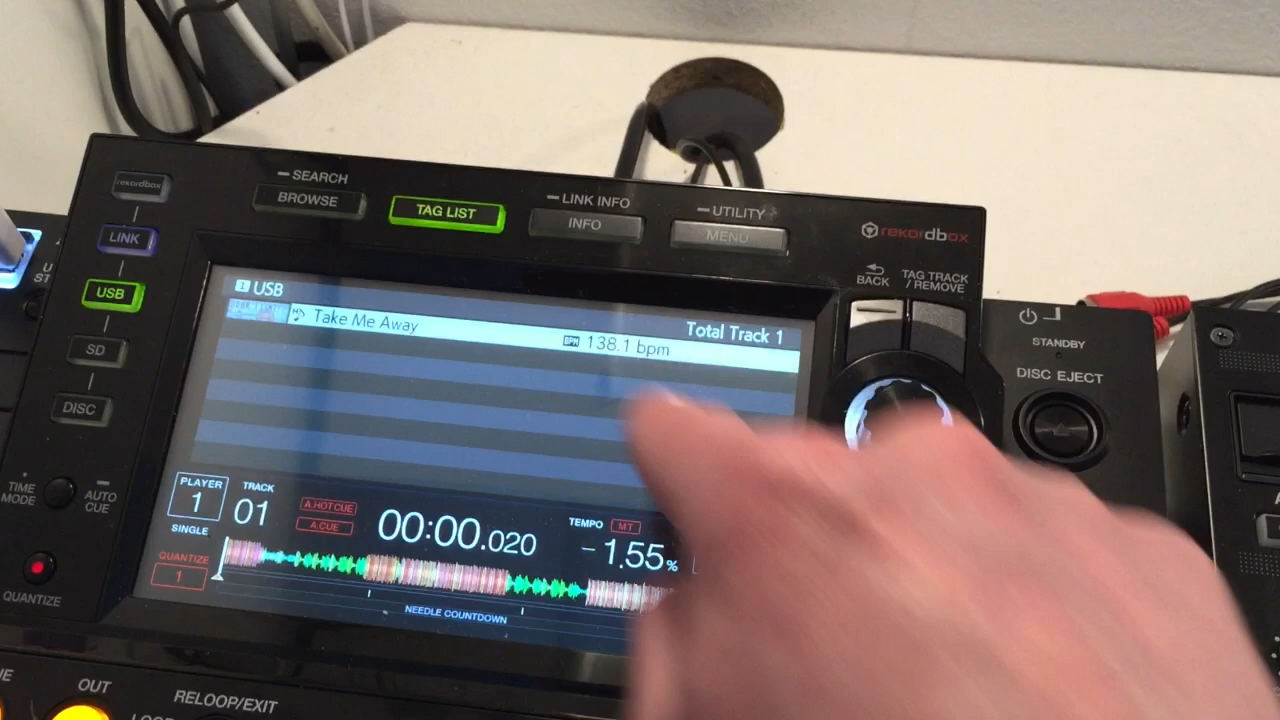 rekordbox
SEARCH
BROWSE
TAG LIST
LINK INFO
INFO
UTILITY
MENU
rekordbox
LINK
USB
SD
DISC
BACK
TAG TRACK
/ REMOVE
STANDBY
DISC EJECT
1 USB
Total Track 1
Take Me Away
BPM 138.1 bpm
TIME
MODE
AUTO
CUE
QUANTIZE
PLAYER
1
SINGLE
QUANTIZE
1
TRACK
01
A.HOTCUE
A.CUE
00:00.020
TEMPO
MT
-1.55%
NEEDLE COUNTDOWN
OUT
RELOOP/EXIT